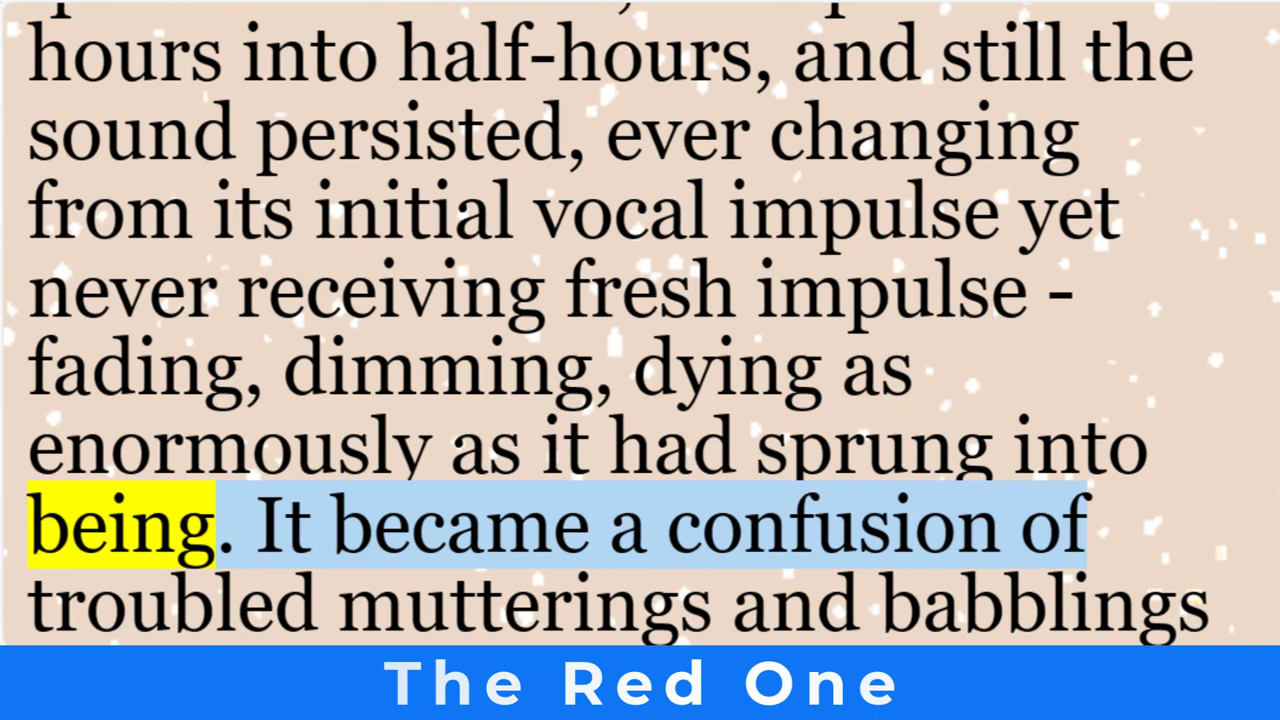 hours into half-hours, and still the
sound persisted, ever changing
from its initial vocal impulse yet
never receiving fresh impulse -
fading, dimming, dying as
enormously as it had sprung into
being. It became a confusion of
troubled mutterings and babblings
The Red One